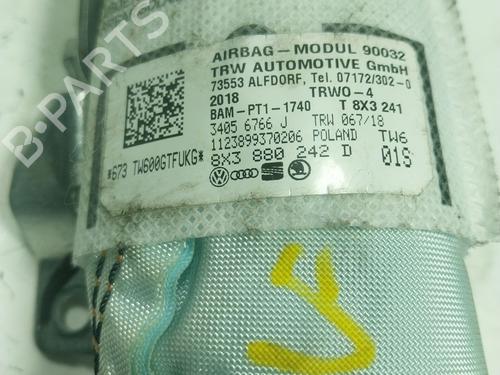 AIRBAG-MODUL 90032
TRW AUTOMOTIVE GmbH
73553 ALFDORF, Tel. 07172/302-0
2018 TRWO-4
BAM-PT1-1740 T 8X3 241
3405 6766 J TRW 067/18
1123899370206 POLAND TW6
8X3 880 242 D 01S
*673 TW600GTFUKG*